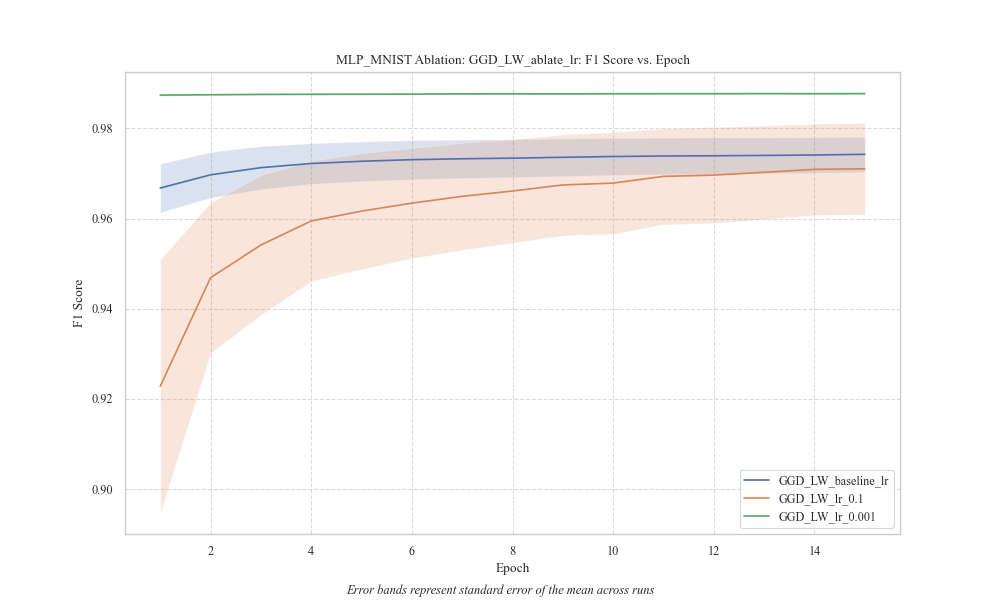 MLP_MNIST Ablation: GGD_LW_ablate_lr: F1 Score vs. Epoch
F1 Score
0.98
0.96
0.94
0.92
0.90
2
4
6
8
10
12
14
Epoch
GGD_LW_baseline_lr
GGD_LW_lr_0.1
GGD_LW_lr_0.001
Error bands represent standard error of the mean across runs